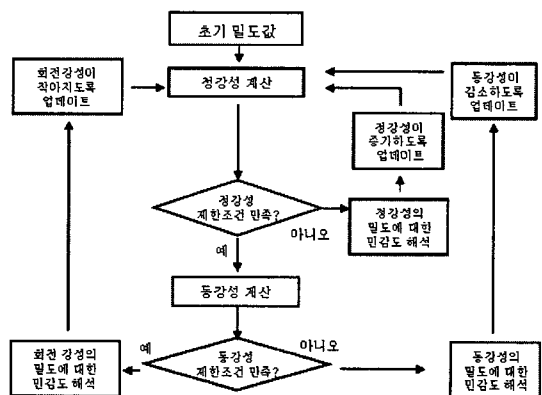 초기 밀도값
회전강성이
작아지도록
업데이트
정강성 계산
동강성이
감소하도록
업데이트
정강성이
증가하도록
업데이트
정강성
제한조건 만족?
아니오
정강성의
밀도에 대한
민감도 해석
예
동강성 계산
회전 강성의
밀도에 대한
민감도 해석
예
동강성
제한조건 만족?
아니오
동강성의
밀도에 대한
민감도 해석